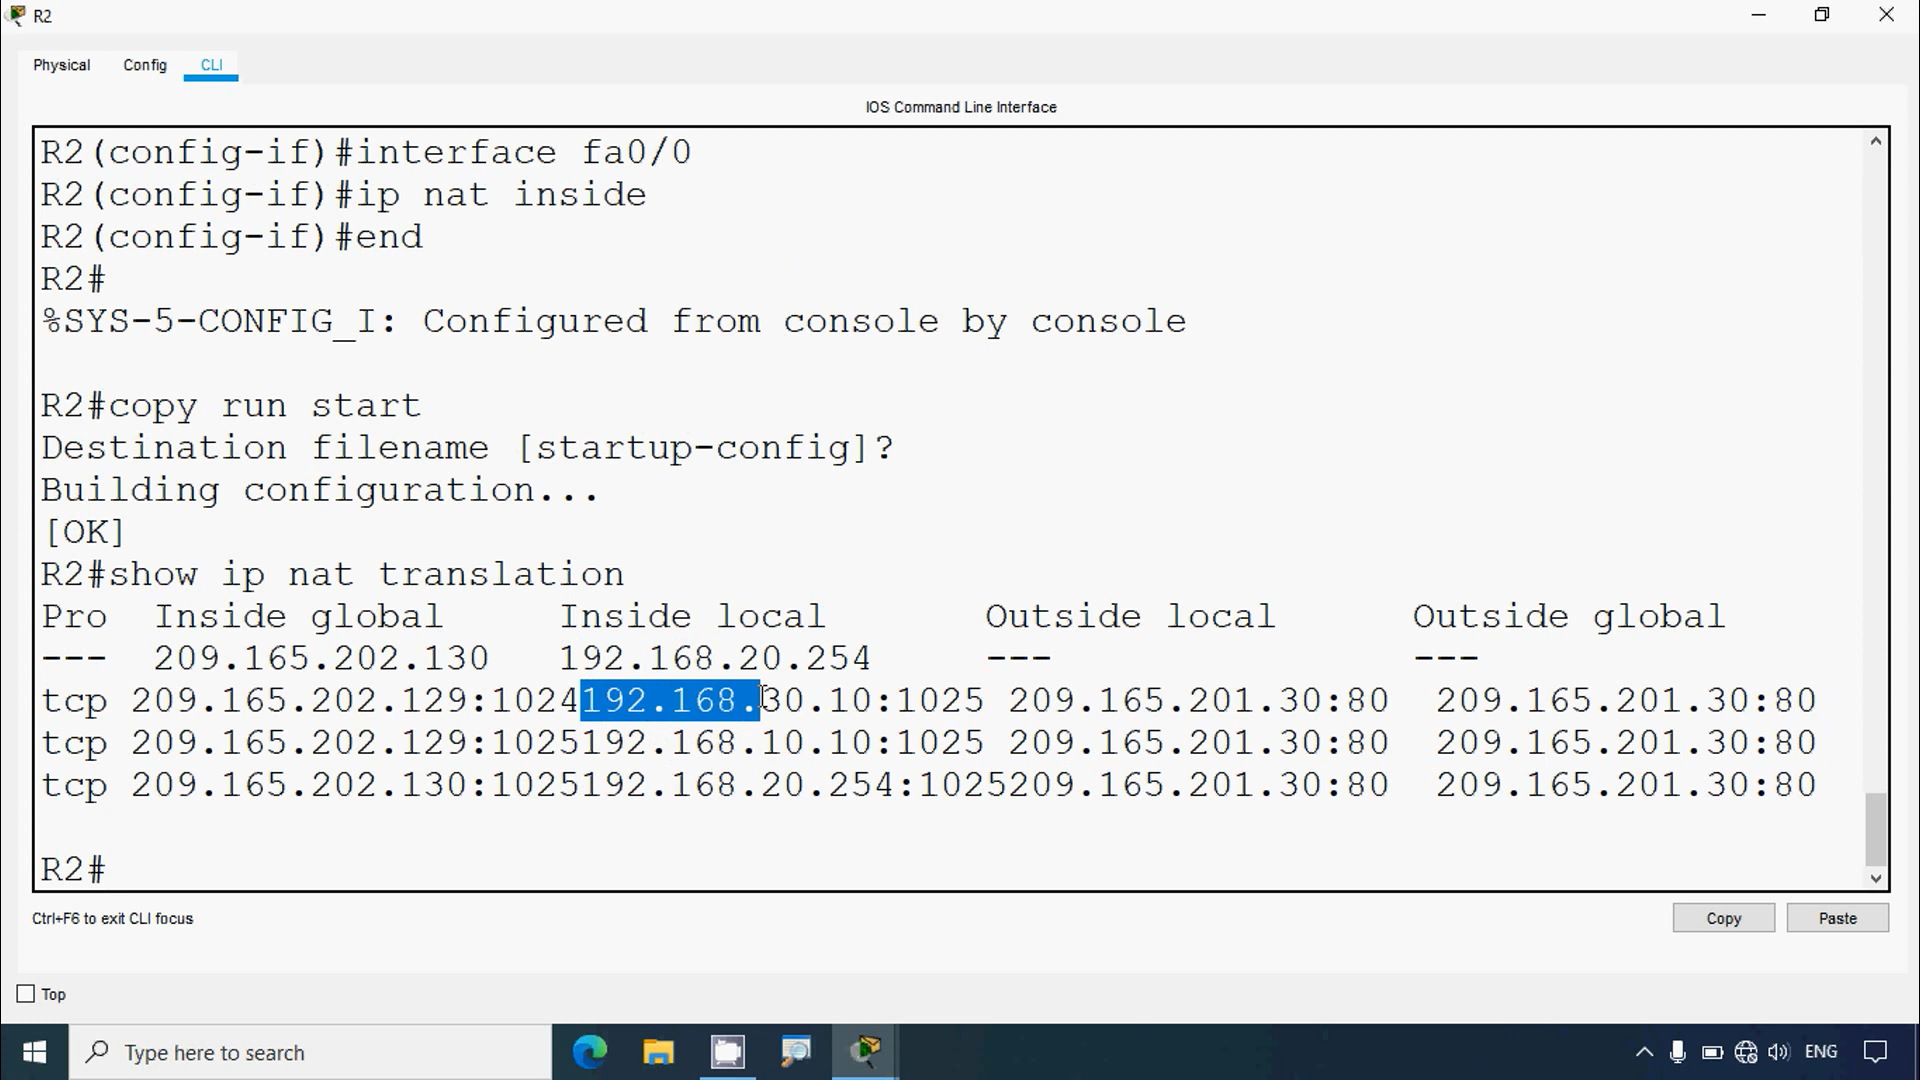 R2
Physical Config CLI
IOS Command Line Interface
R2(config-if)#interface fa0/0
R2(config-if)#ip nat inside
R2(config-if)#end
R2#
%SYS-5-CONFIG_I: Configured from console by console
R2#copy run start
Destination filename [startup-config]?
Building configuration...
[OK]
R2#show ip nat translation
Pro  Inside global     Inside local       Outside local      Outside global
---  209.165.202.130   192.168.20.254     ---                ---
tcp 209.165.202.129:1024192.168.30.10:1025 209.165.201.30:80  209.165.201.30:80
tcp 209.165.202.129:1025192.168.10.10:1025 209.165.201.30:80  209.165.201.30:80
tcp 209.165.202.130:1025192.168.20.254:1025209.165.201.30:80  209.165.201.30:80
R2#
Ctrl+F6 to exit CLI focus
Copy Paste
Top
Type here to search
ENG